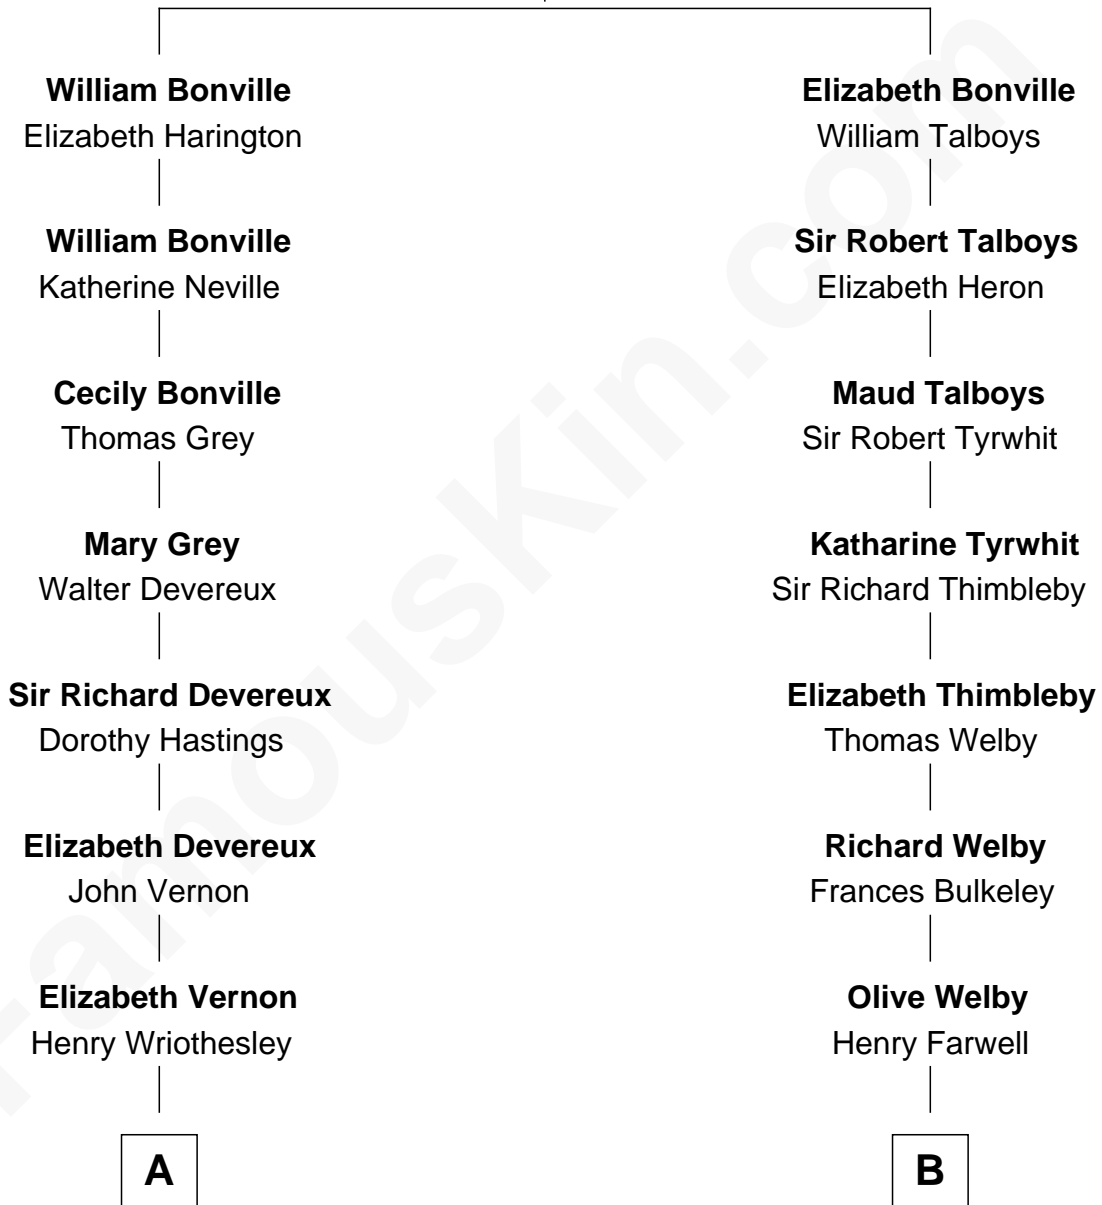 William Bonville
Elizabeth Harington
William Bonville
Katherine Neville
Cecily Bonville
Thomas Grey
Mary Grey
Walter Devereux
Sir Richard Devereux
Dorothy Hastings
Elizabeth Devereux
John Vernon
Elizabeth Vernon
Henry Wriothesley
A
Elizabeth Bonville
William Talboys
Sir Robert Talboys
Elizabeth Heron
Maud Talboys
Sir Robert Tyrwhit
Katharine Tyrwhit
Sir Richard Thimbleby
Elizabeth Thimbleby
Thomas Welby
Richard Welby
Frances Bulkeley
Olive Welby
Henry Farwell
B
FamousKin.com